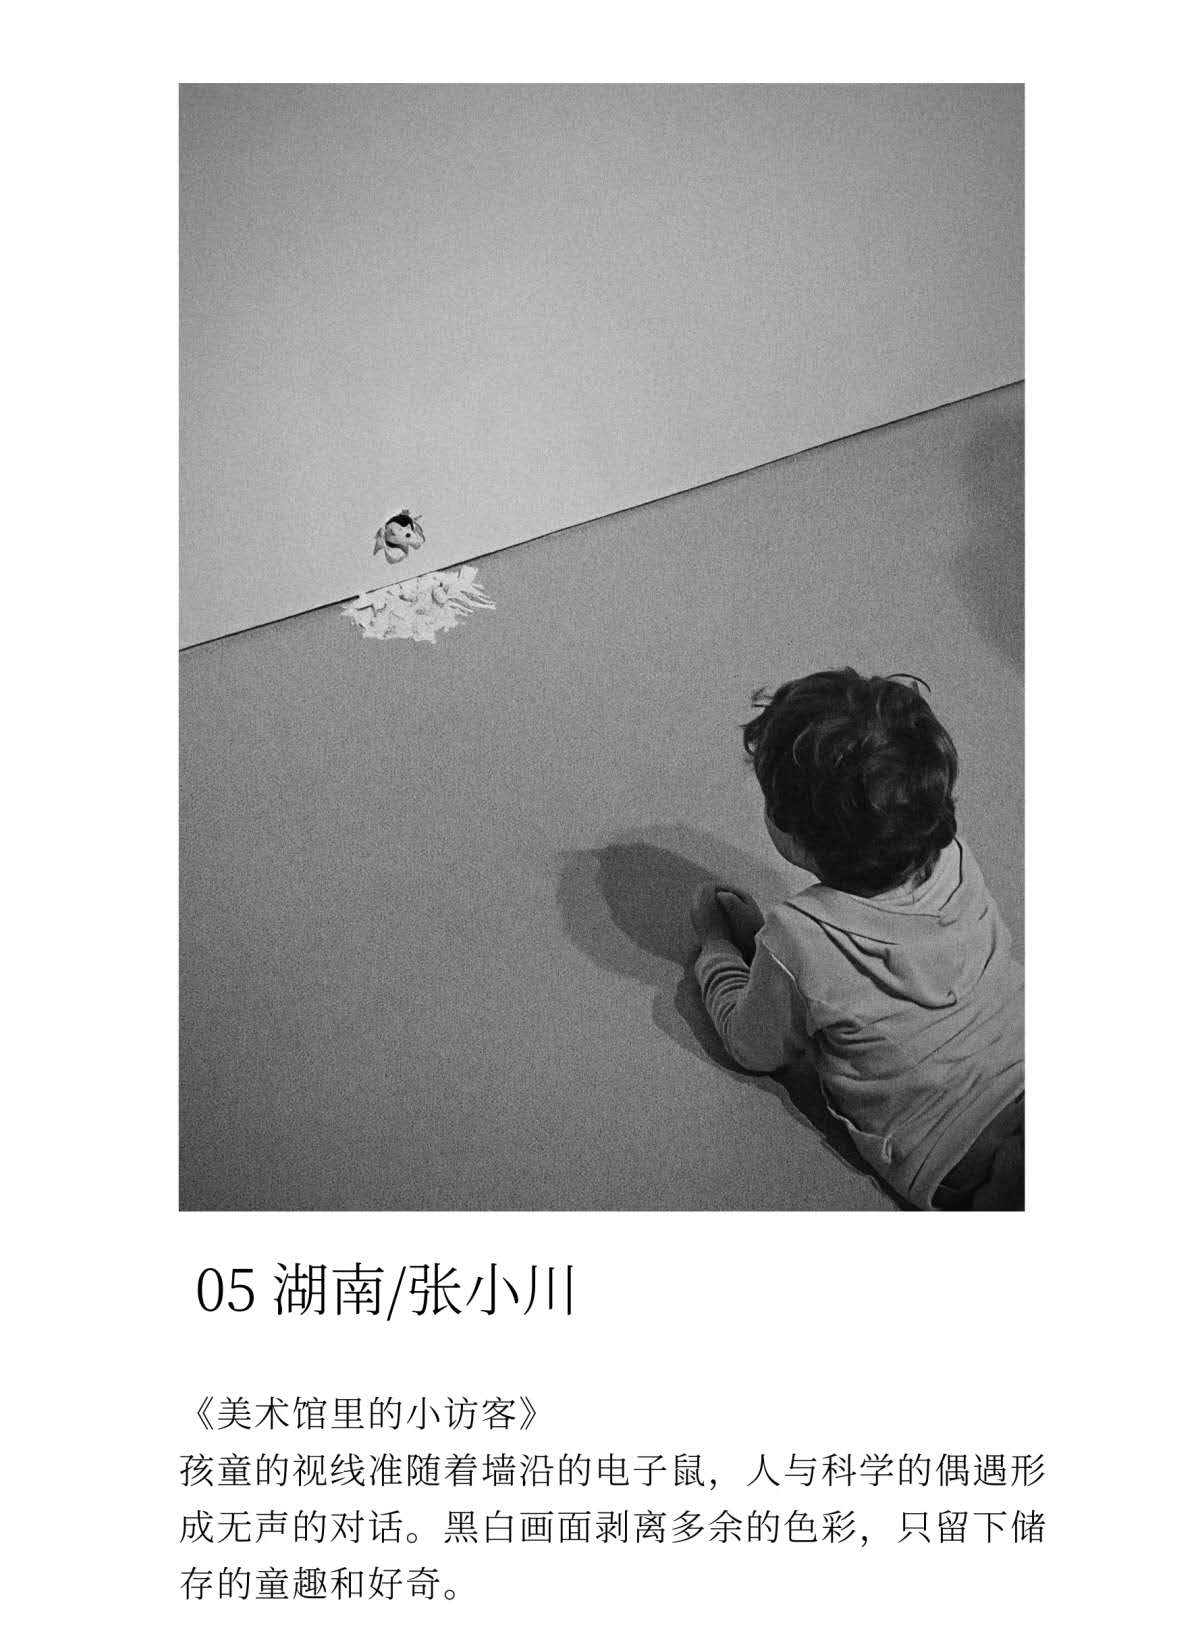 05 湖南/张小川
《美术馆里的小访客》
孩童的视线准随着墙沿的电子鼠，人与科学的偶遇形
成无声的对话。黑白画面剥离多余的色彩，只留下储
存的童趣和好奇。